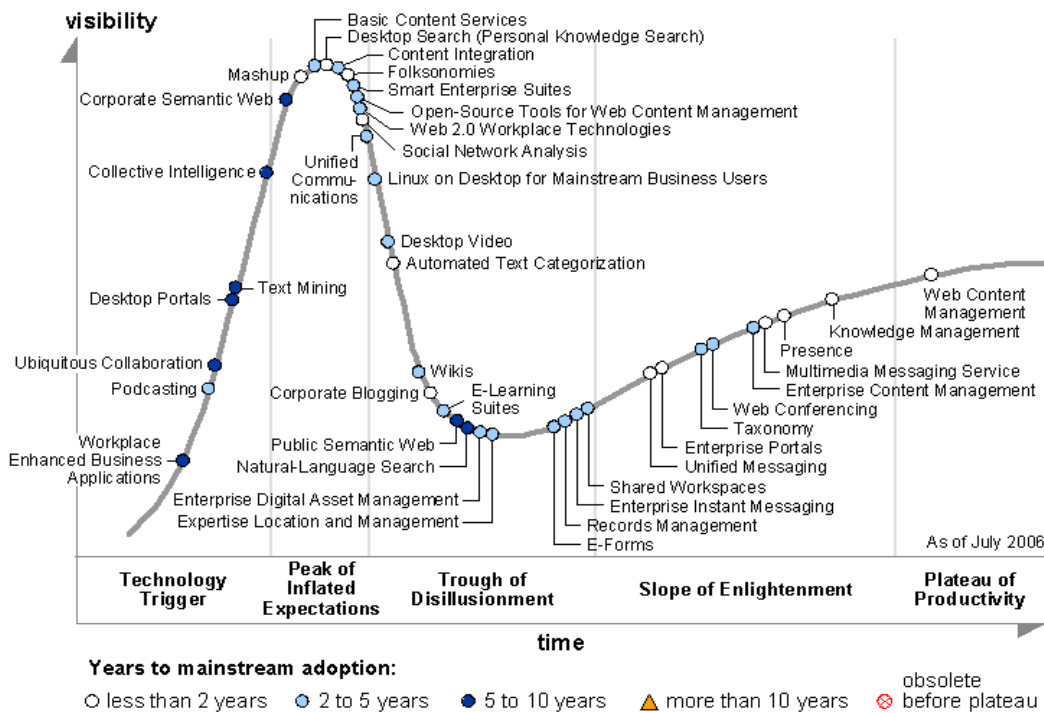 visibility
Basic Content Services
Desktop Search (Personal Knowledge Search)
Content Integration
Mashup
Folksonomies
Smart Enterprise Suites
Corporate Semantic Web
Open-Source Tools for Web Content Management
Web 2.0 Workplace Technologies
Social Network Analysis
Unified
Commu-
nications
Collective Intelligence
Linux on Desktop for Mainstream Business Users
Desktop Video
Automated Text Categorization
Text Mining
Desktop Portals
Web Content
Management
Knowledge Management
Presence
Ubiquitous Collaboration
Wikis
Multimedia Messaging Service
Podcasting
Corporate Blogging
E-Learning
Suites
Enterprise Content Management
Web Conferencing
Taxonomy
Workplace
Enhanced Business
Applications
Public Semantic Web
Enterprise Portals
Natural-Language Search
Unified Messaging
Shared Workspaces
Enterprise Digital Asset Management
Enterprise Instant Messaging
Expertise Location and Management
Records Management
E-Forms
As of July 2006
Technology
Trigger
Peak of
Inflated
Expectations
Trough of
Disillusionment
Slope of Enlightenment
Plateau of
Productivity
time
Years to mainstream adoption:
less than 2 years
2 to 5 years
5 to 10 years
more than 10 years
obsolete
before plateau